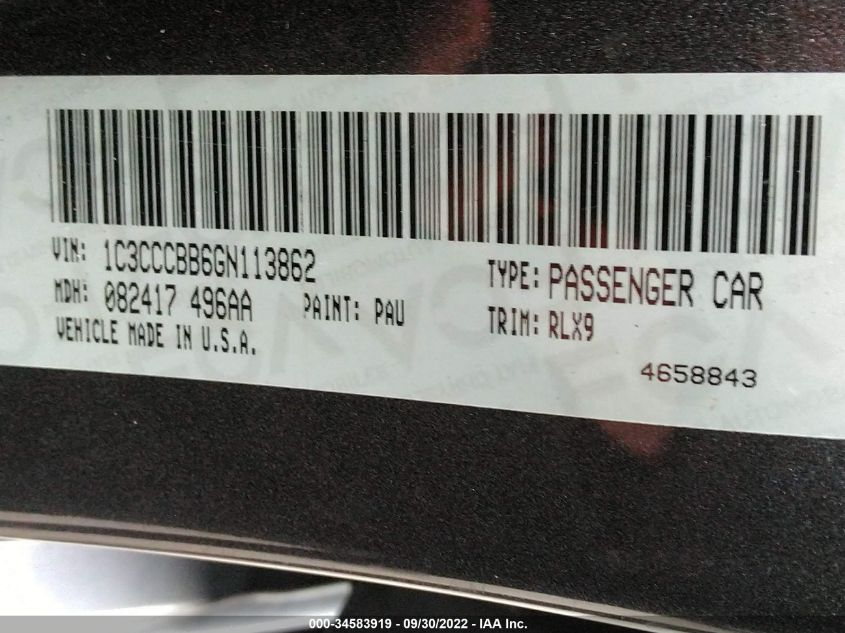 VIN: 1C3CCCBB6GN113862
TYPE: PASSENGER CAR
MDH: 082417 496AA
PAINT: PAU
TRIM: RLX9
VEHICLE MADE IN U.S.A.
4658843
000-34583919 - 09/30/2022 - IAA Inc.